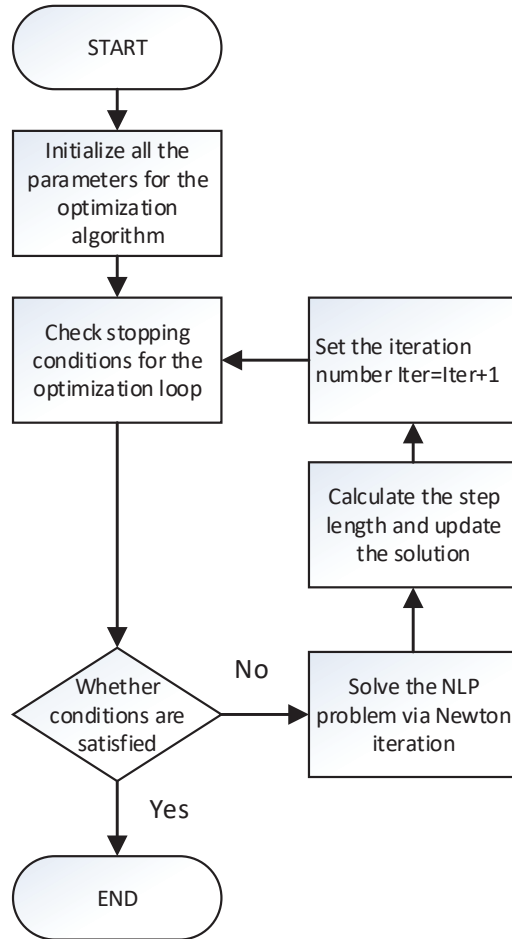 START
Initialize all the
parameters for the
optimization
algorithm
Check stopping
conditions for the
optimization loop
Set the iteration
number Iter=Iter+1
Calculate the step
length and update
the solution
No
Whether
conditions are
satisfied
Solve the NLP
problem via Newton
iteration
Yes
END